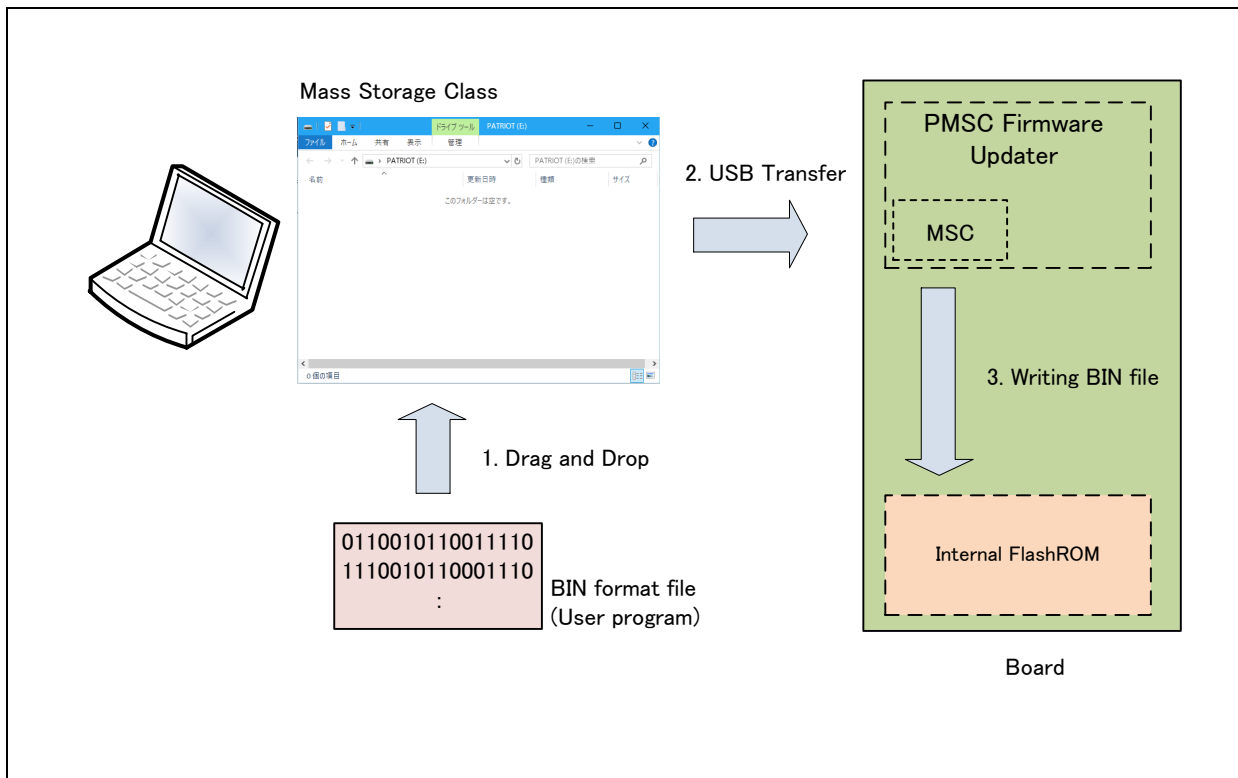 Mass Storage Class
ドライブ ツール
PATRIOT (E:)
ファイル
ホーム
共有
表示
管理
PATRIOT (E:)
PATRIOT (E:)の検索
名前
更新日時
種類
サイズ
このフォルダーは空です。
0 個の項目
1. Drag and Drop
0110010110011110
1110010110001110
:
BIN format file
(User program)
2. USB Transfer
PMSC Firmware
Updater
MSC
3. Writing BIN file
Internal FlashROM
Board